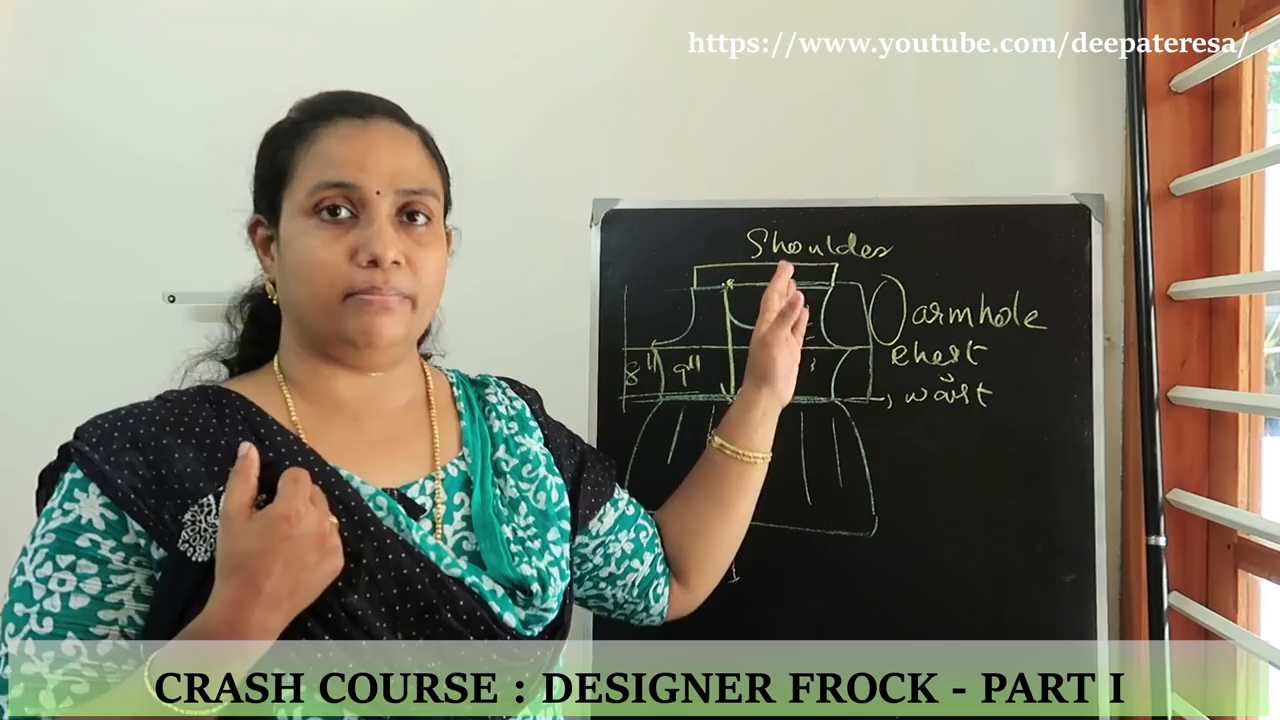 https://www.youtube.com/deepateresa/
Shoulder
armhole
chest
waist
8"
9"
CRASH COURSE : DESIGNER FROCK - PART I